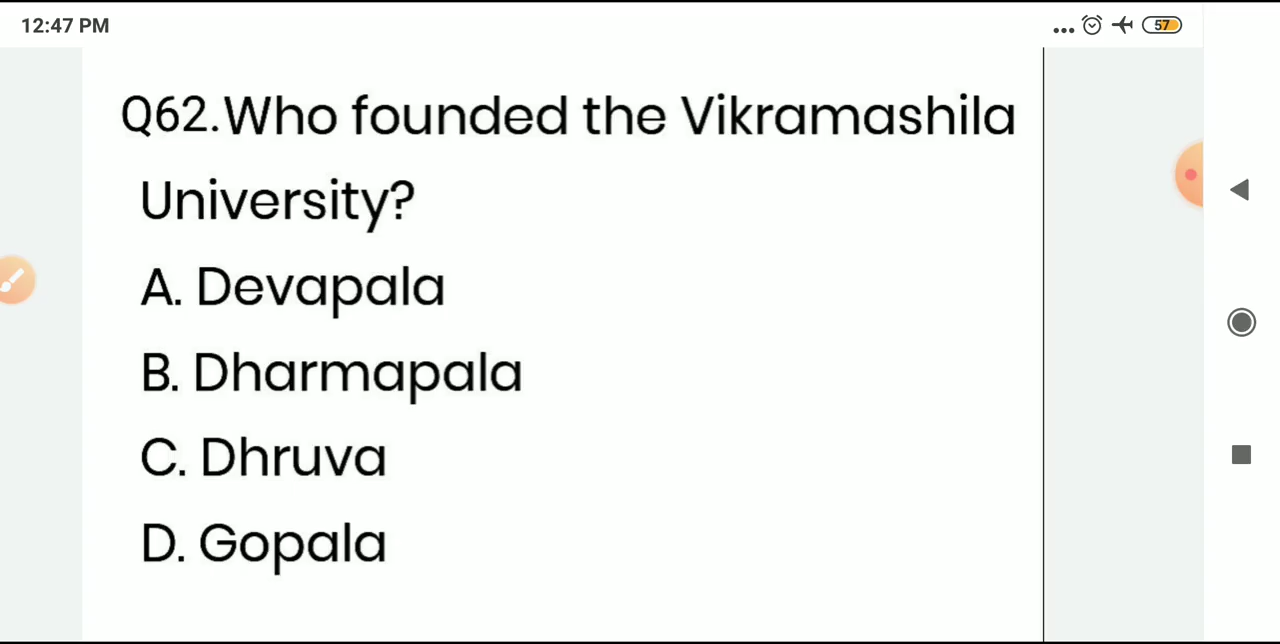 12:47 PM
57
Q62.Who founded the Vikramashila
University?
A. Devapala
B. Dharmapala
C. Dhruva
D. Gopala